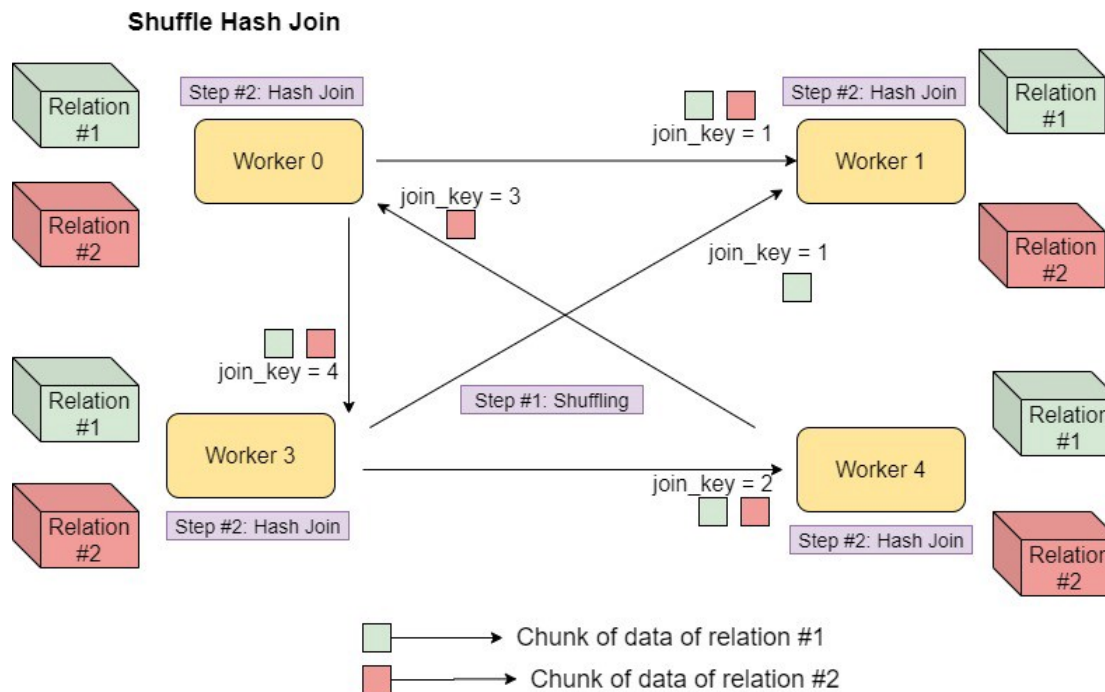 Shuffle Hash Join
Relation
#1
Step #2: Hash Join
Step #2: Hash Join
Relation
#1
Worker 0
join_key = 1
Worker 1
Relation
#2
join_key = 3
Relation
#2
join_key = 1
Relation
#1
join_key = 4
Step #1: Shuffling
Relation
#1
Worker 3
Worker 4
join_key = 2
Relation
#2
Step #2: Hash Join
Step #2: Hash Join
Relation
#2
Chunk of data of relation #1
Chunk of data of relation #2